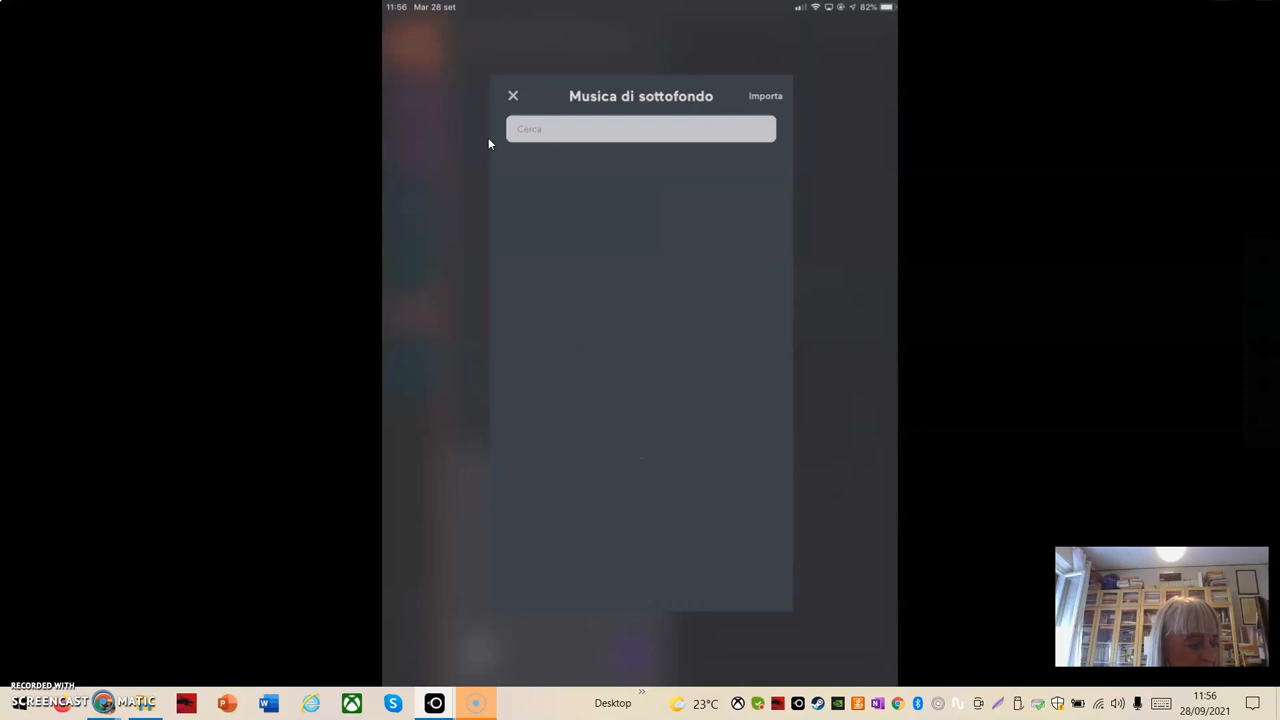 11:56 Mar 28 set
82%
Musica di sottofondo
Importa
Cerca
RECORDED WITH
SCREENCAST MATIC
Desktop
23°C
11:56
28/09/2021